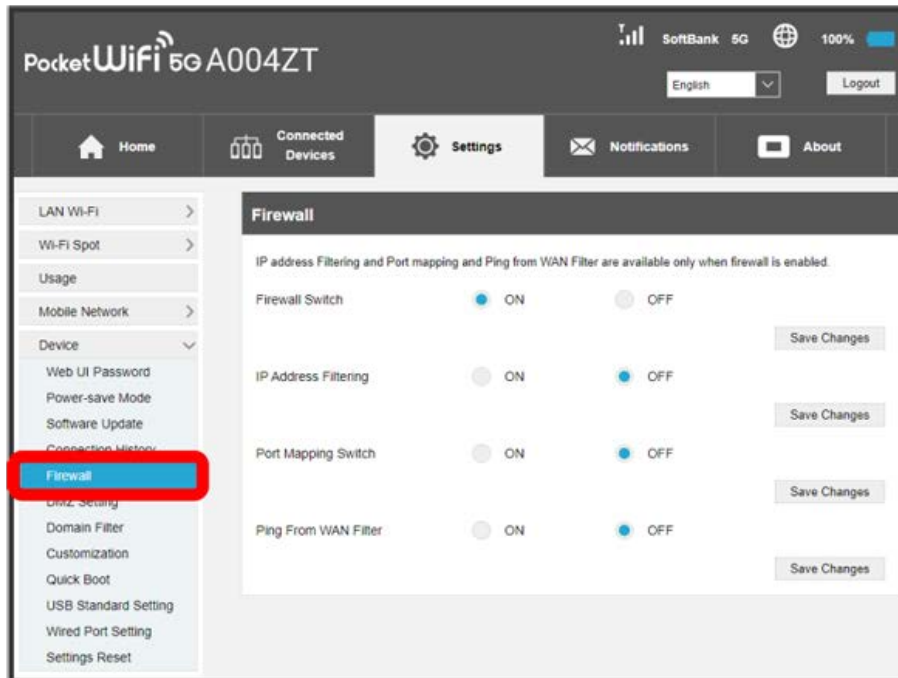 SoftBank 5G 100%
Pocket WiFi 5G A004ZT
English Logout
Home Connected Devices Settings Notifications About
LAN Wi-Fi
Wi-Fi Spot
Usage
Mobile Network
Device
Web UI Password
Power-save Mode
Software Update
Connection History
Firewall
DMZ Setting
Domain Filter
Customization
Quick Boot
USB Standard Setting
Wired Port Setting
Settings Reset
Firewall
IP address Filtering and Port mapping and Ping from WAN Filter are available only when firewall is enabled.
Firewall Switch ON OFF
Save Changes
IP Address Filtering ON OFF
Save Changes
Port Mapping Switch ON OFF
Save Changes
Ping From WAN Filter ON OFF
Save Changes